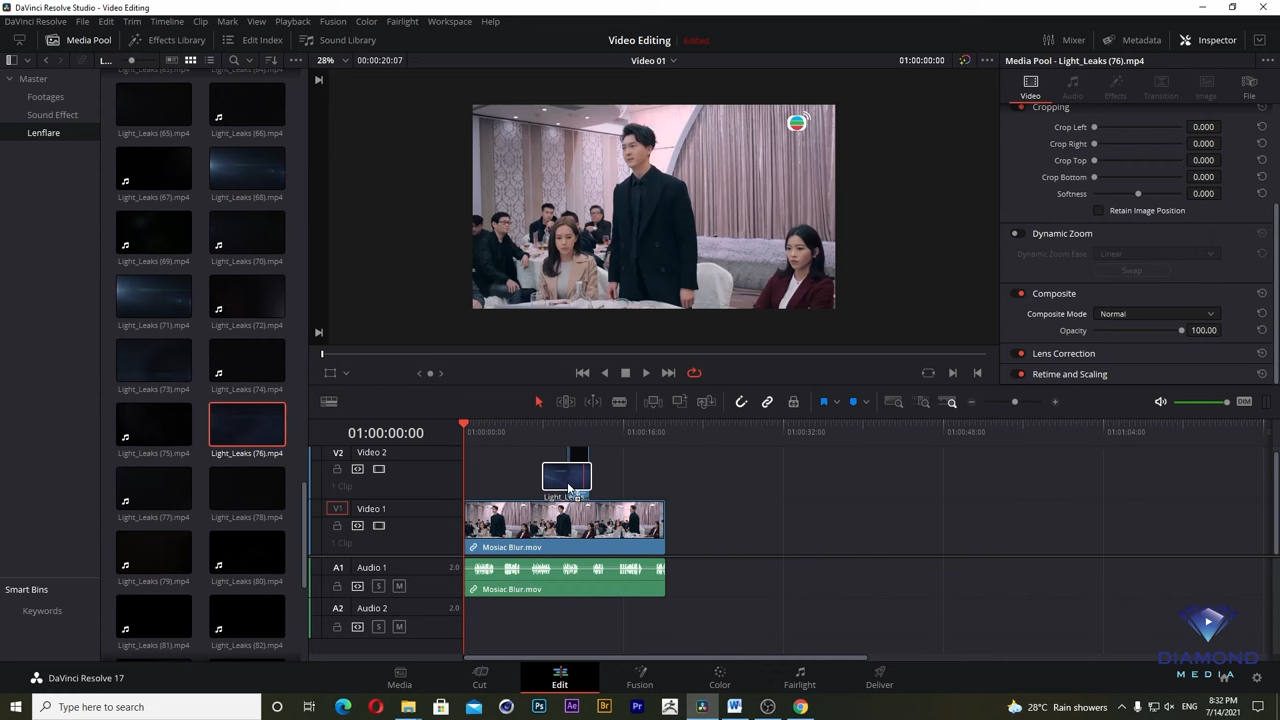 DaVinci Resolve Studio - Video Editing
DaVinci Resolve File Edit Trim Timeline Clip Mark View Playback Fusion Color Fairlight Workspace Help
Media Pool Effects Library Edit Index Sound Library Video Editing Edited Mixer Metadata Inspector
L... 28% 00:00:20:07 Video 01 01:00:00:00 Media Pool - Light_Leaks (76).mp4
Master
Footages
Sound Effect
Lenflare
Light_Leaks (65).mp4 Light_Leaks (66).mp4
Light_Leaks (67).mp4 Light_Leaks (68).mp4
Light_Leaks (69).mp4 Light_Leaks (70).mp4
Light_Leaks (71).mp4 Light_Leaks (72).mp4
Light_Leaks (73).mp4 Light_Leaks (74).mp4
Light_Leaks (75).mp4 Light_Leaks (76).mp4
Light_Leaks (77).mp4 Light_Leaks (78).mp4
Light_Leaks (79).mp4 Light_Leaks (80).mp4
Light_Leaks (81).mp4 Light_Leaks (82).mp4
Smart Bins
Keywords
Video Audio Effects Transition Image File
Cropping
Crop Left 0.000
Crop Right 0.000
Crop Top 0.000
Crop Bottom 0.000
Softness 0.000
Retain Image Position
Dynamic Zoom
Dynamic Zoom Ease Linear
Swap
Composite
Composite Mode Normal
Opacity 100.00
Lens Correction
Retime and Scaling
DIM
01:00:00:00 01:00:00:00 01:00:16:00 01:00:32:00 01:00:48:00 01:01:04:00
V2 Video 2
1 Clip
V1 Video 1
1 Clip
Mosiac Blur.mov
A1 Audio 1 2.0
S M
Mosiac Blur.mov
A2 Audio 2 2.0
S M
DIAMOND
MEDIA
DaVinci Resolve 17 Media Cut Edit Fusion Color Fairlight Deliver
Type here to search Ps Ae Br Pr W 28°C Rain showers 8:32 PM
7/14/2021